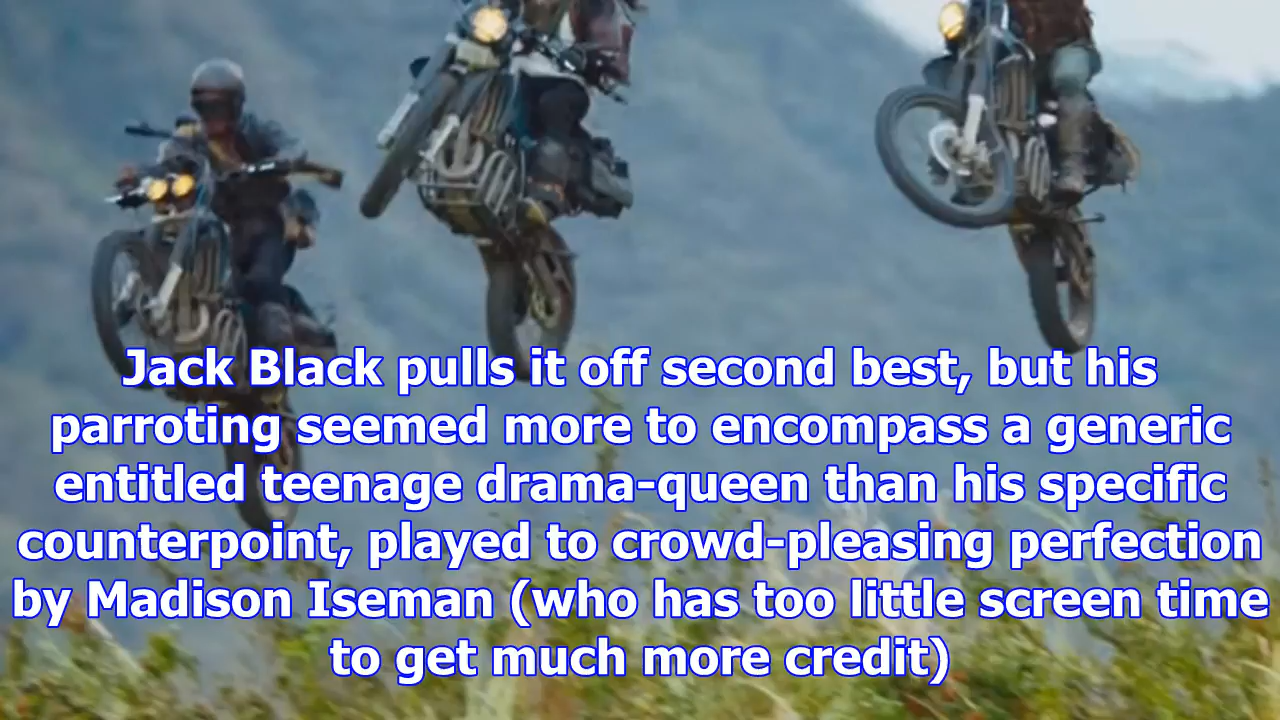 Jack Black pulls it off second best, but his
parroting seemed more to encompass a generic
entitled teenage drama-queen than his specific
counterpoint, played to crowd-pleasing perfection
by Madison Iseman (who has too little screen time
to get much more credit)